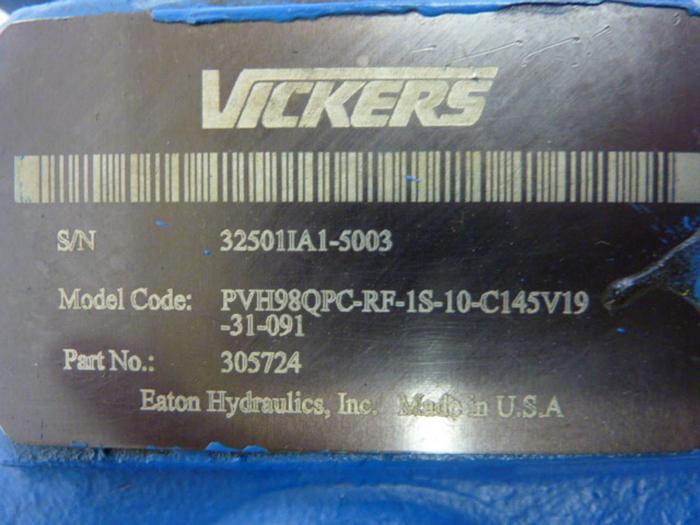 VICKERS
S/N 32501IA1-5003
Model Code: PVH98QPC-RF-1S-10-C145V19
-31-091
Part No.: 305724
Eaton Hydraulics, Inc. Made in U.S.A